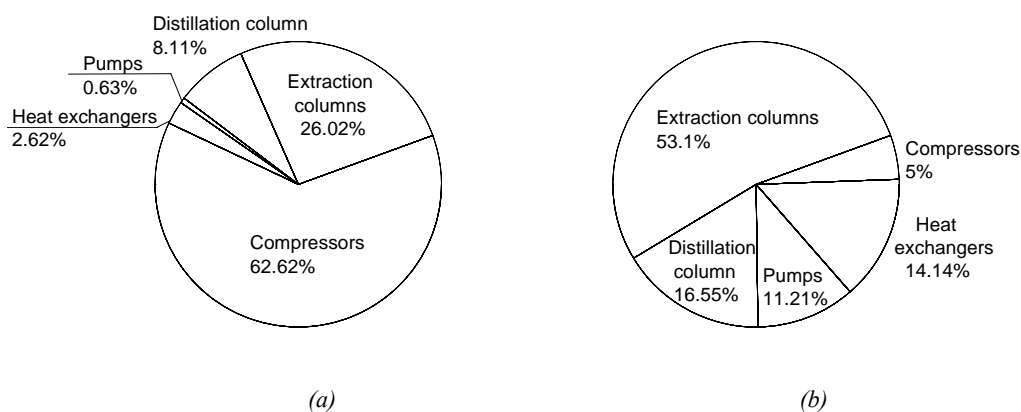 Distillation column
8.11%
Pumps
0.63%
Heat exchangers
2.62%
Extraction
columns
26.02%
Compressors
62.62%
(a)
Extraction columns
53.1%
Compressors
5%
Heat
exchangers
14.14%
Distillation
column
16.55%
Pumps
11.21%
(b)